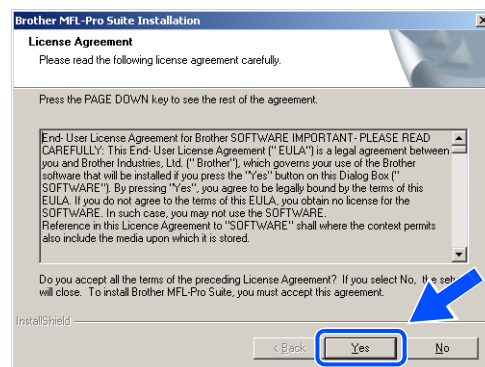 Brother MFL-Pro Suite Installation
License Agreement
Please read the following license agreement carefully.
Press the PAGE DOWN key to see the rest of the agreement.
End- User License Agreement for Brother SOFTWARE IMPORTANT- PLEASE READ
CAREFULLY: This End- User License Agreement (" EULA") is a legal agreement between
you and Brother Industries, Ltd. (" Brother"), which governs your use of the Brother
software that will be installed if you press the "Yes" button on this Dialog Box ("
SOFTWARE"). By pressing "Yes", you agree to be legally bound by the terms of this
EULA. If you do not agree to the terms of this EULA, you obtain no license for the
SOFTWARE. In such case, you may not use the SOFTWARE.
Reference in this Licence Agreement to "SOFTWARE" shall where the context permits
also include the media upon which it is stored.
Do you accept all the terms of the preceding License Agreement? If you select No, the
will close. To install Brother MFL-Pro Suite, you must accept this agreement.
InstallShield
< Back
Yes
No